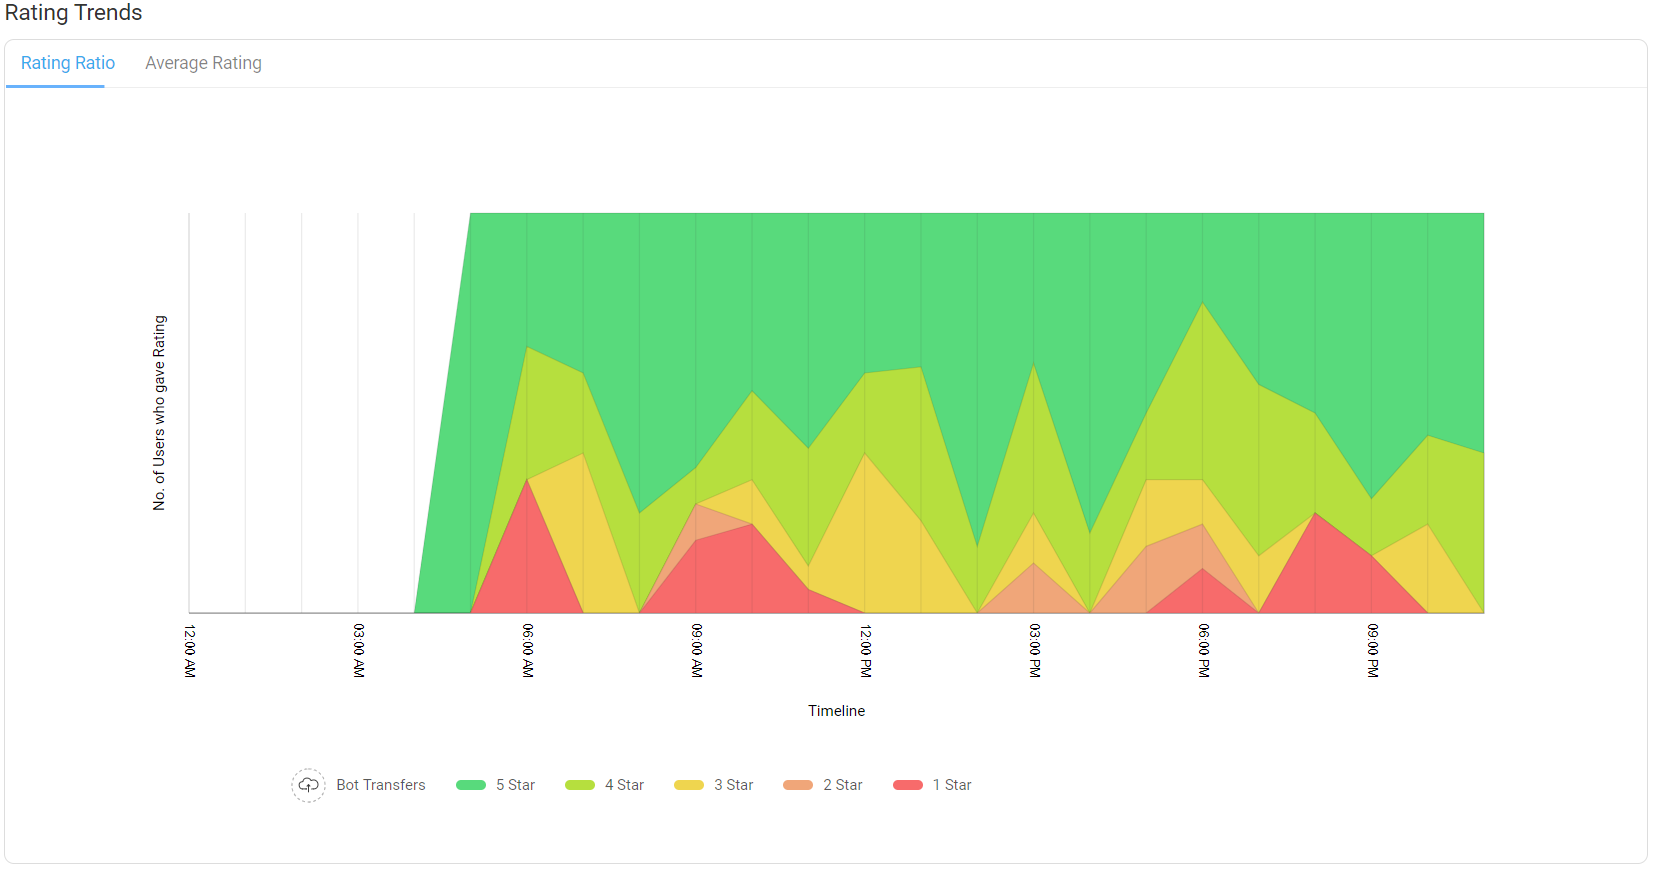 Rating Trends
Rating Ratio
Average Rating
No. of Users who gave Rating
12:00 AM
03:00 AM
06:00 AM
09:00 AM
12:00 PM
03:00 PM
06:00 PM
09:00 PM
Timeline
Bot Transfers
5 Star
4 Star
3 Star
2 Star
1 Star